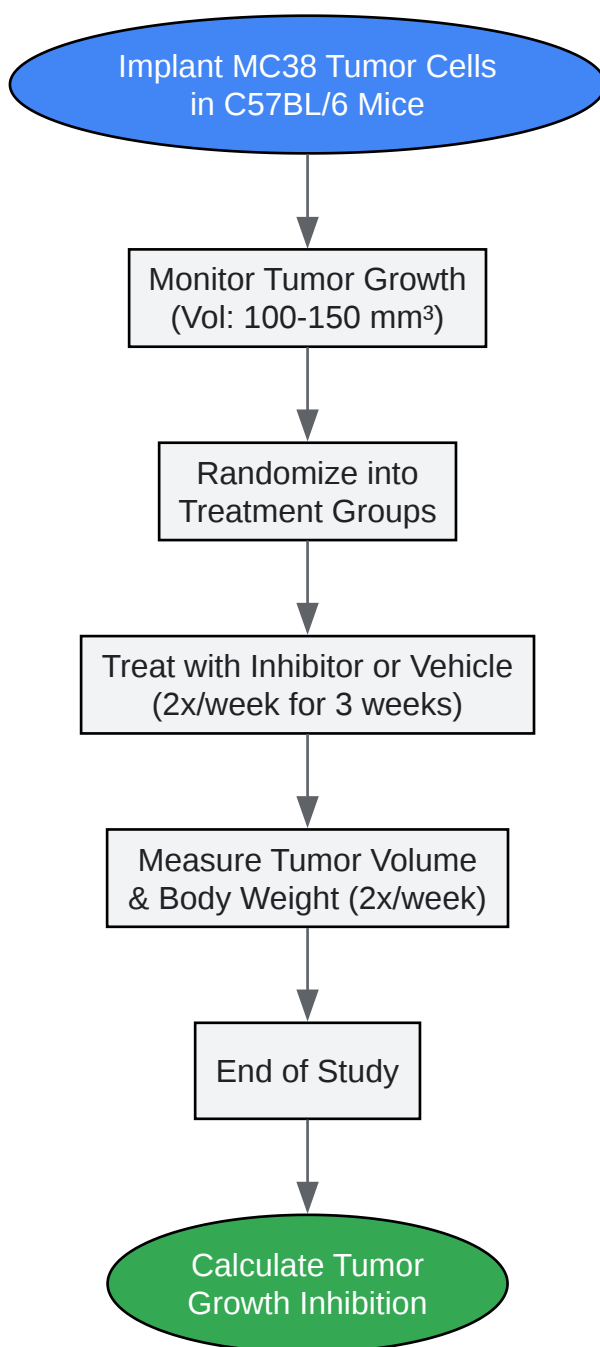 Implant MC38 Tumor Cells
in C57BL/6 Mice
Monitor Tumor Growth
(Vol: 100-150 mm³)
Randomize into
Treatment Groups
Treat with Inhibitor or Vehicle
(2x/week for 3 weeks)
Measure Tumor Volume
& Body Weight (2x/week)
End of Study
Calculate Tumor
Growth Inhibition